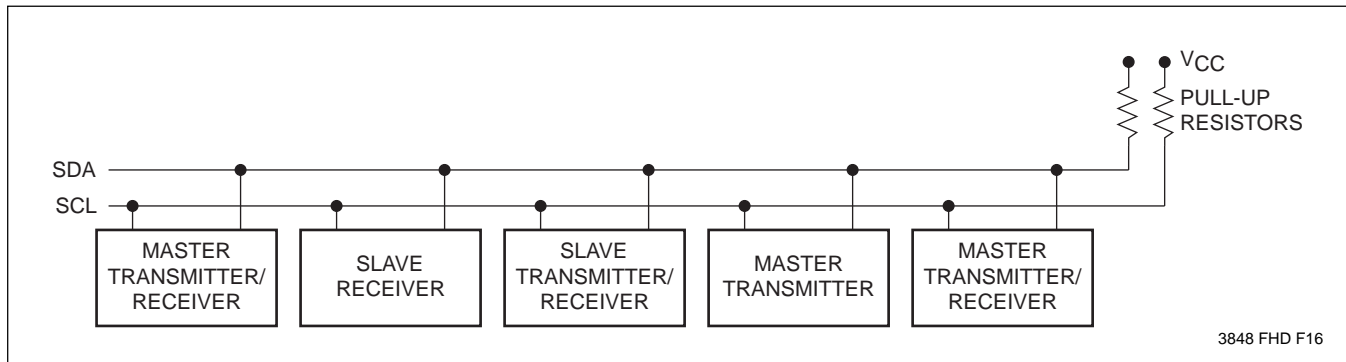 VCC
PULL-UP
RESISTORS
SDA
SCL
MASTER
TRANSMITTER/
RECEIVER
SLAVE
RECEIVER
SLAVE
TRANSMITTER/
RECEIVER
MASTER
TRANSMITTER
MASTER
TRANSMITTER/
RECEIVER
3848 FHD F16